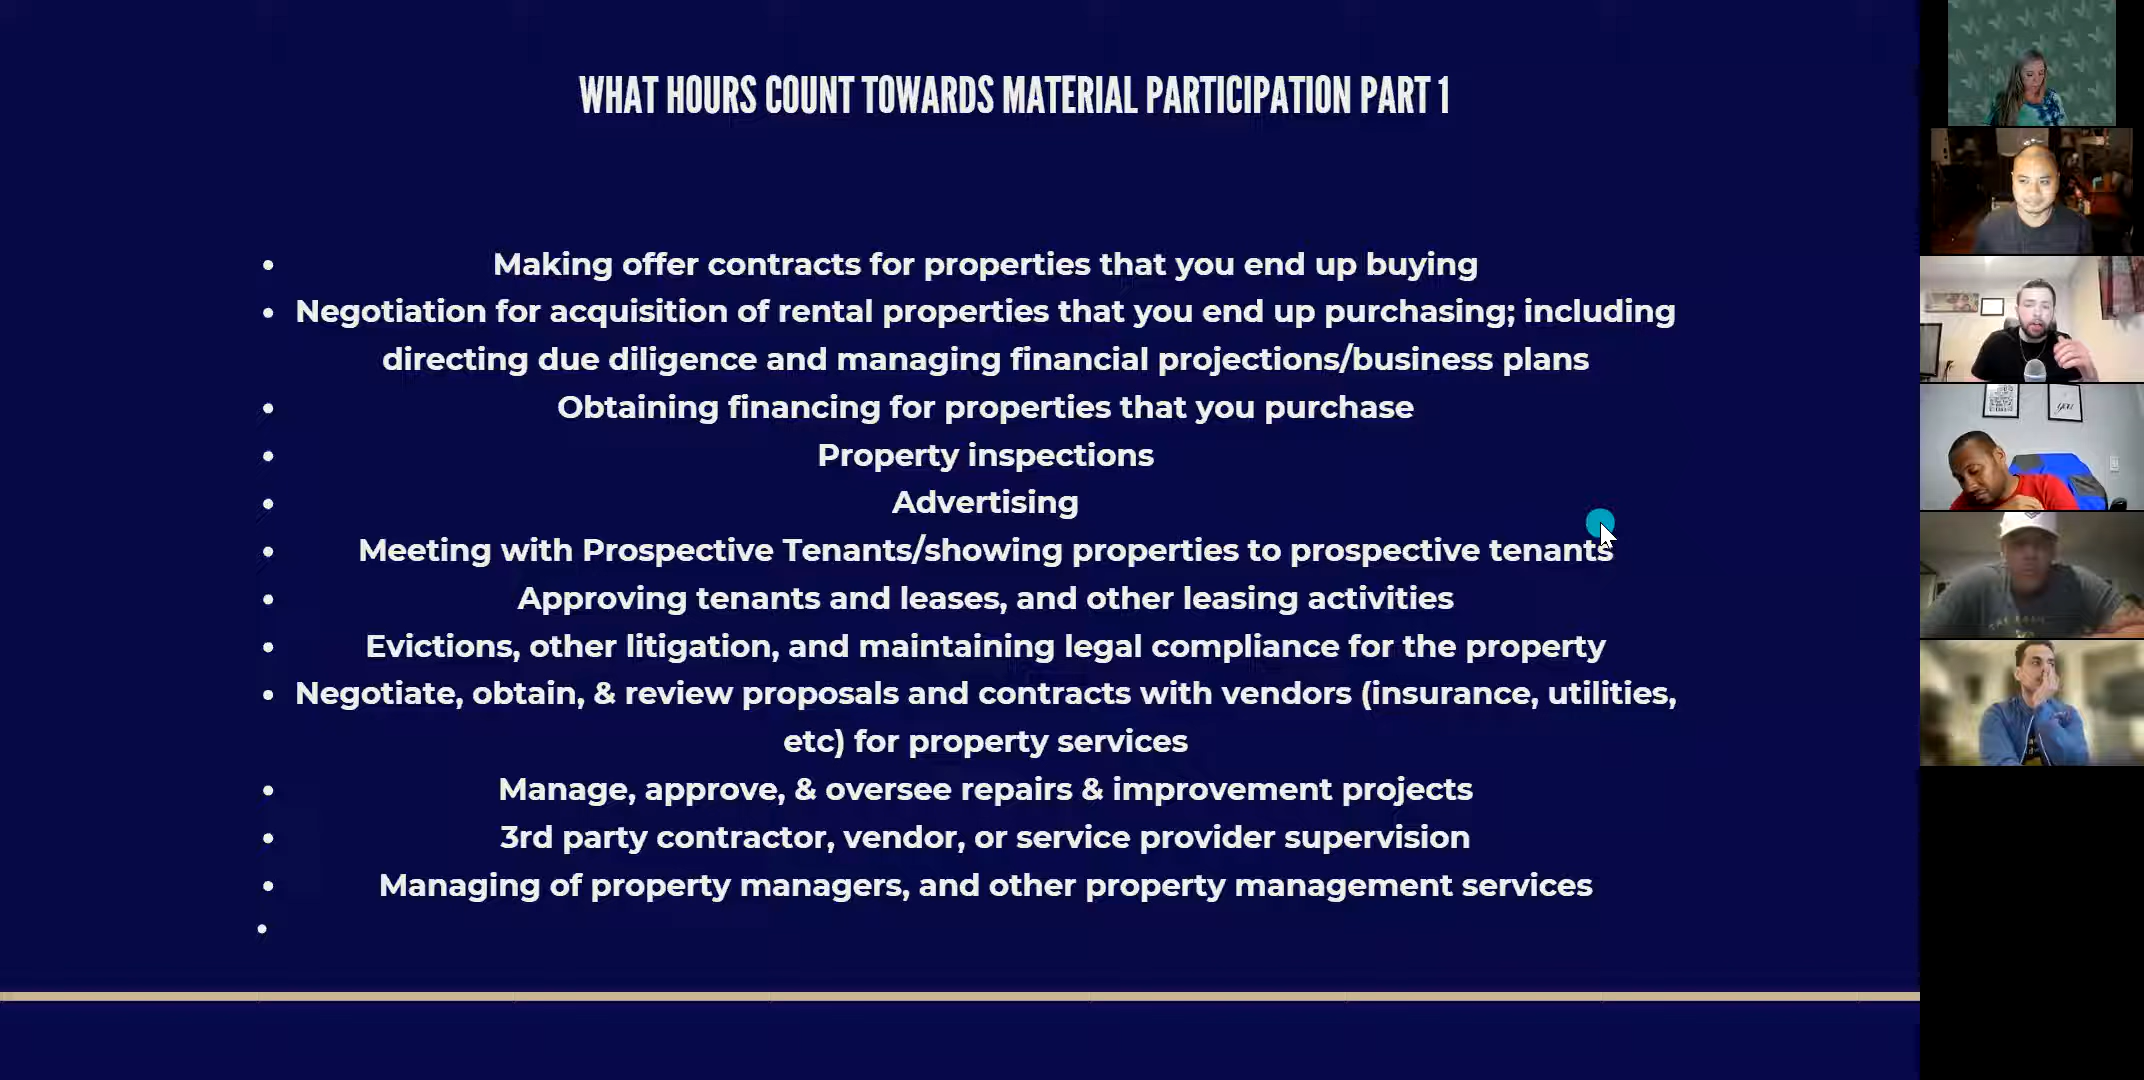 WHAT HOURS COUNT TOWARDS MATERIAL PARTICIPATION PART 1
• Making offer contracts for properties that you end up buying
• Negotiation for acquisition of rental properties that you end up purchasing; including
directing due diligence and managing financial projections/business plans
• Obtaining financing for properties that you purchase
• Property inspections
• Advertising
• Meeting with Prospective Tenants/showing properties to prospective tenants
• Approving tenants and leases, and other leasing activities
• Evictions, other litigation, and maintaining legal compliance for the property
• Negotiate, obtain, & review proposals and contracts with vendors (insurance, utilities,
etc) for property services
• Manage, approve, & oversee repairs & improvement projects
• 3rd party contractor, vendor, or service provider supervision
• Managing of property managers, and other property management services
•
you